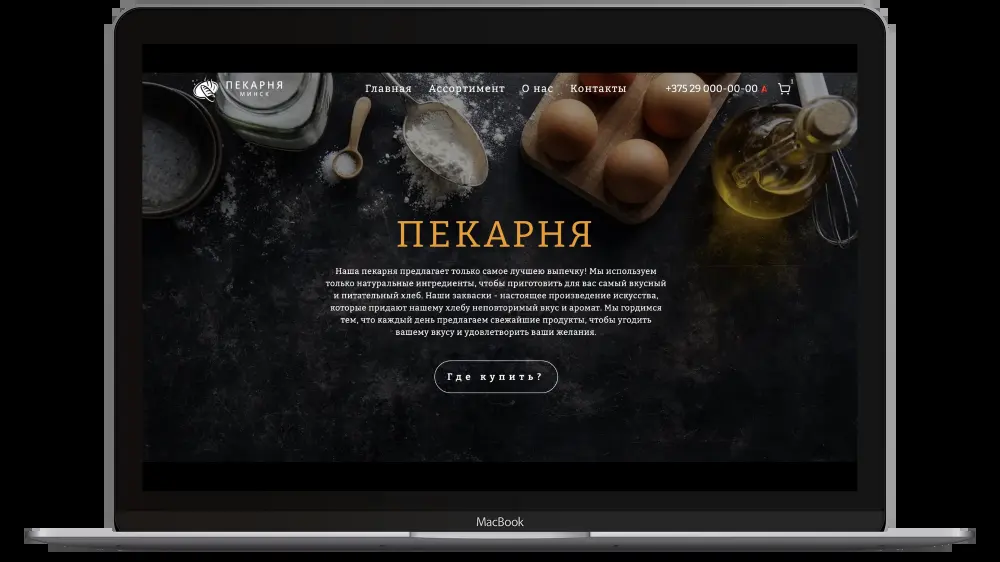 ПЕКАРНЯ
МИНСК
Главная Ассортимент О нас Контакты +375 29 000-00-00 A
ПЕКАРНЯ
Наша пекарня предлагает только самое лучшею выпечку! Мы используем
только натуральные ингредиенты, чтобы приготовить для вас самый вкусный
и питательный хлеб. Наши закваски - настоящее произведение искусства,
которые придают нашему хлебу неповторимый вкус и аромат. Мы гордимся
тем, что каждый день предлагаем свежайшие продукты, чтобы угодить
вашему вкусу и удовлетворить ваши желания.
Где купить?
MacBook